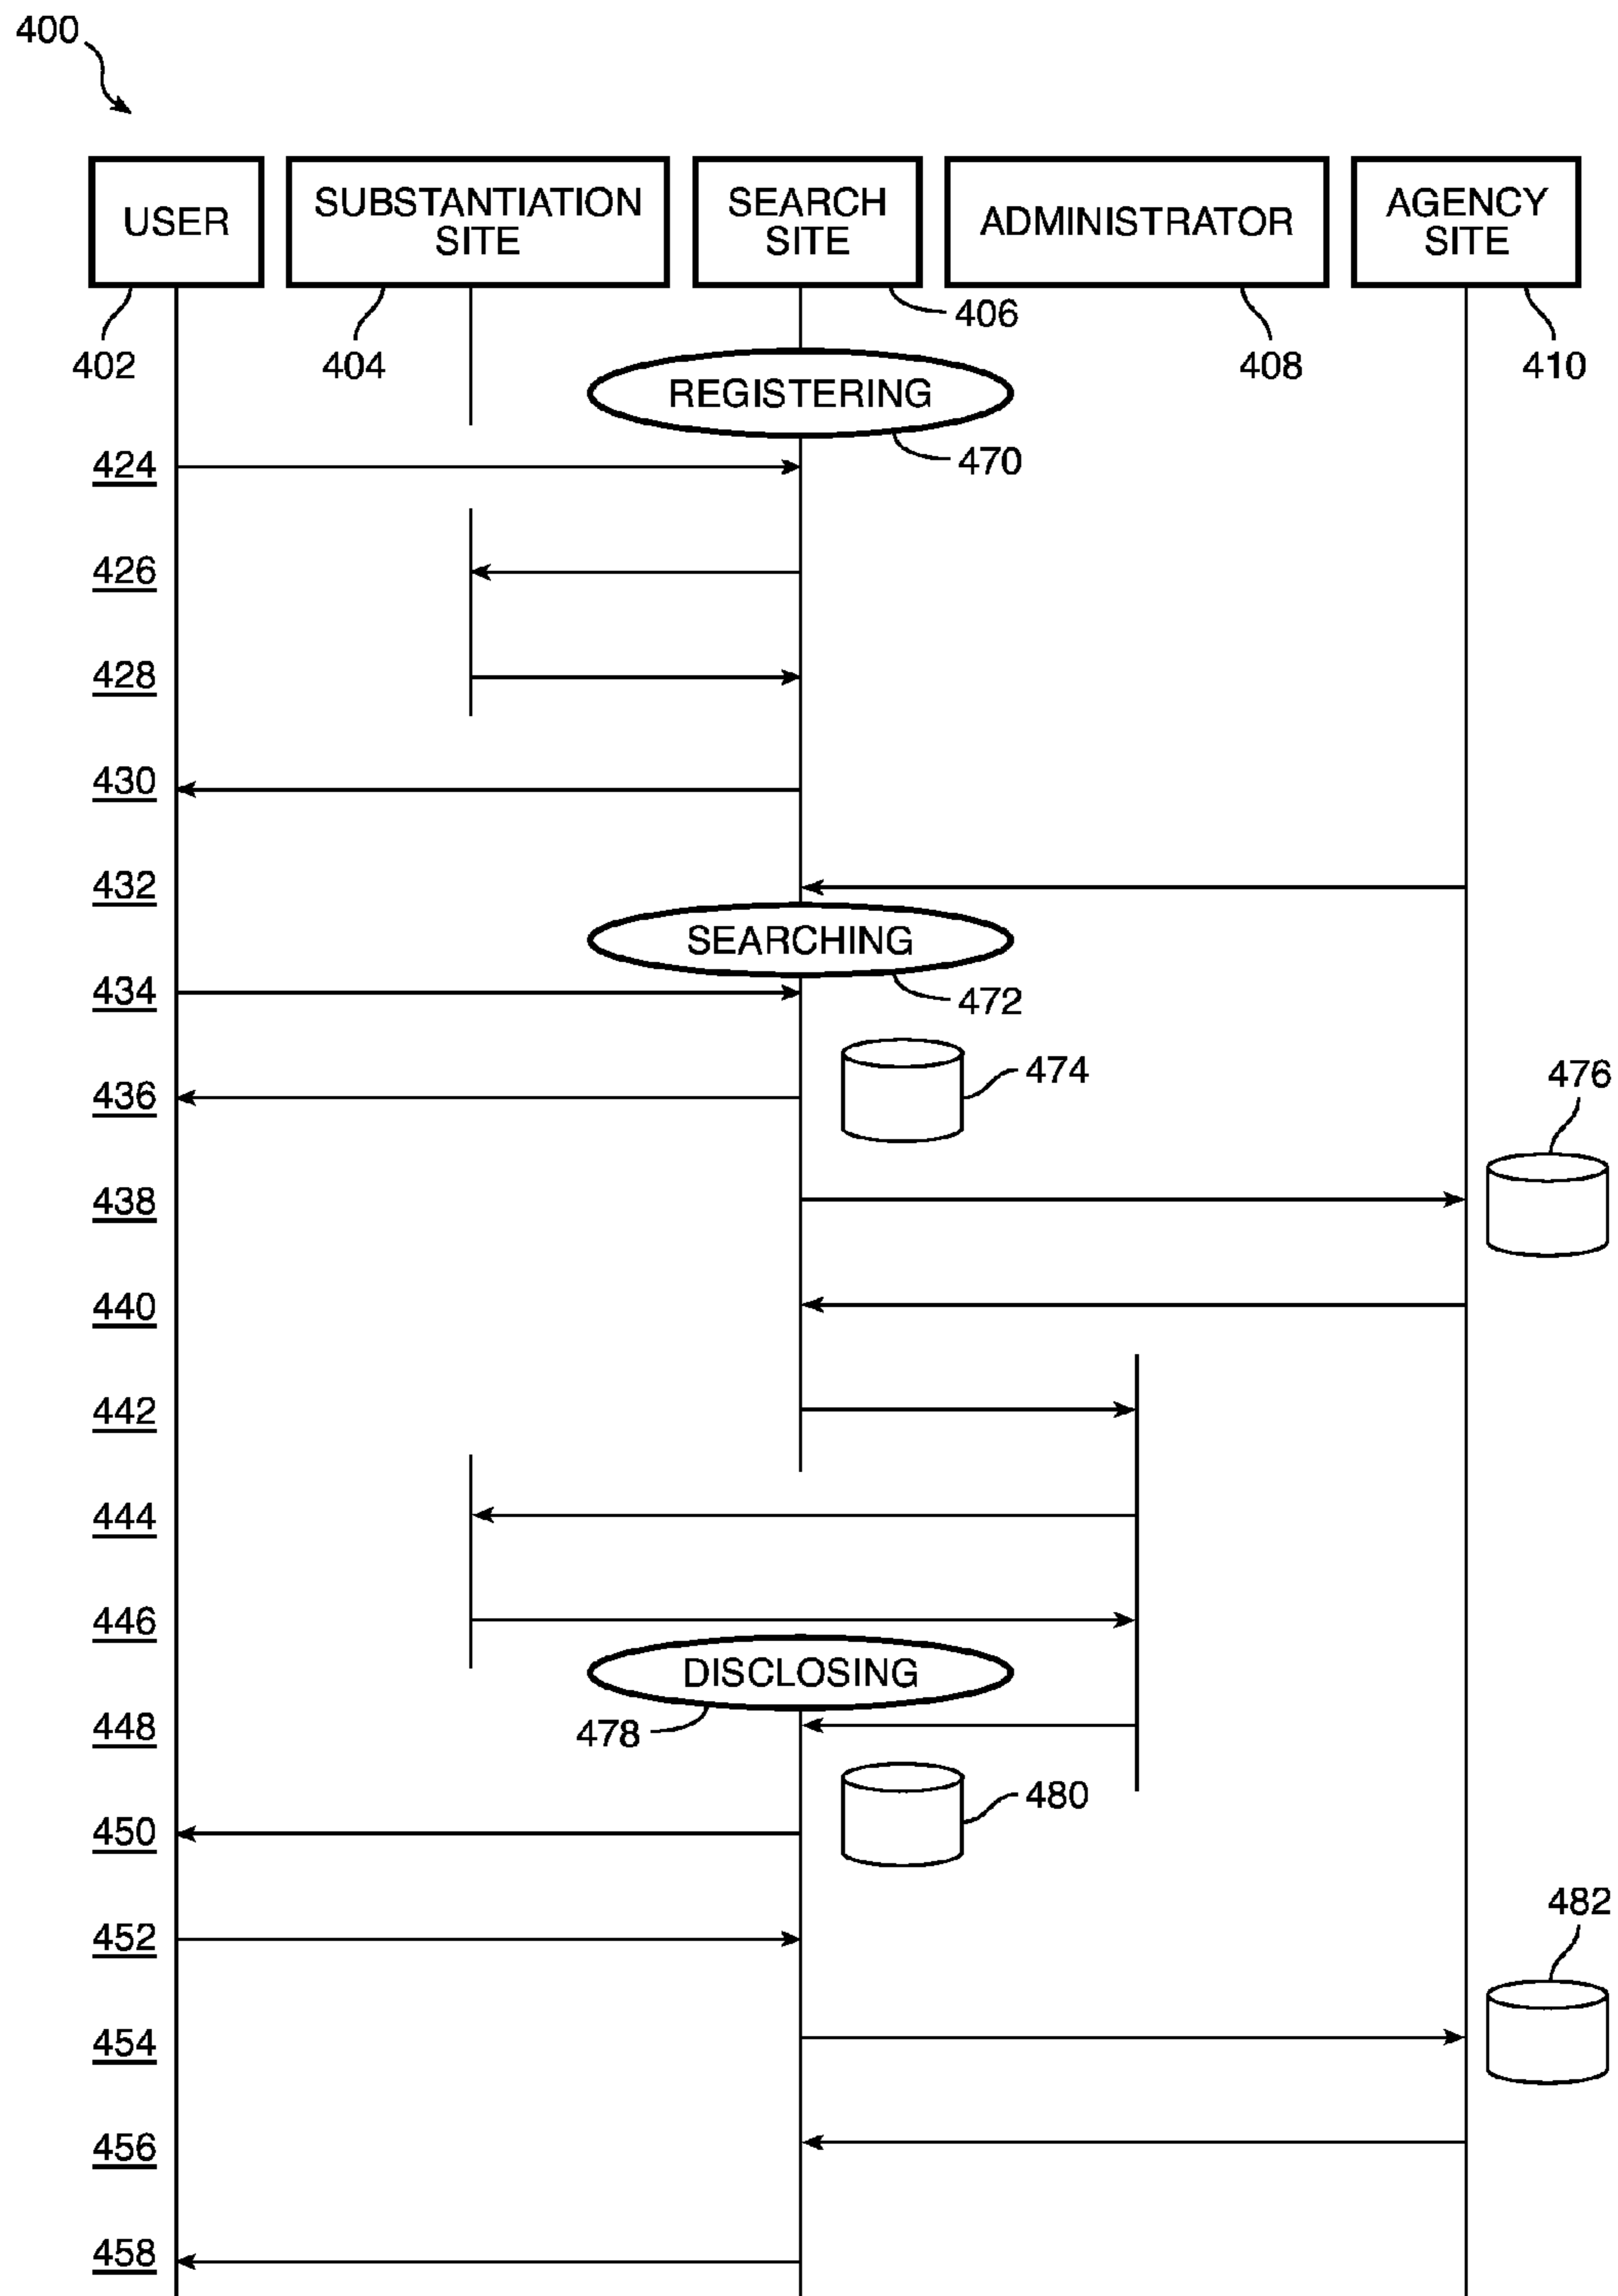 400
USER
SUBSTANTIATION
SITE
SEARCH
SITE
ADMINISTRATOR
AGENCY
SITE
402
404
406
408
410
REGISTERING
470
424
426
428
430
432
SEARCHING
472
434
474
436
476
438
440
442
444
446
DISCLOSING
478
448
480
450
452
482
454
456
458